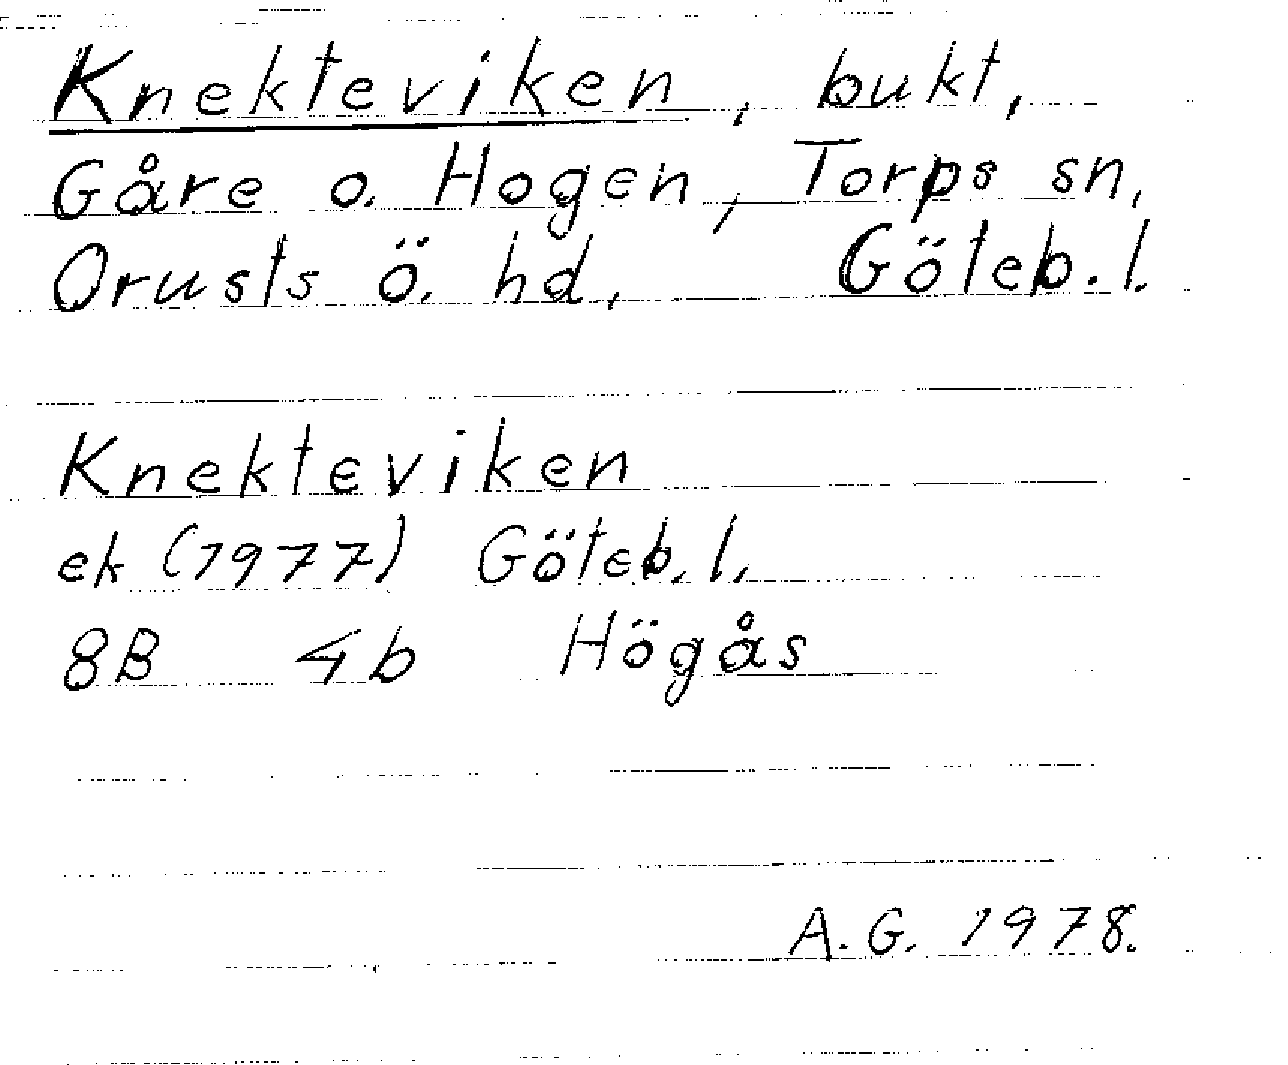 Knekteviken, bukt,
Gåre o. Hogen, Torps sn,
Orusts ö. hd, Göteb. l.
Knekteviken
ek (1977) Göteb. l.
8B 4b Högås
A. G. 1978.